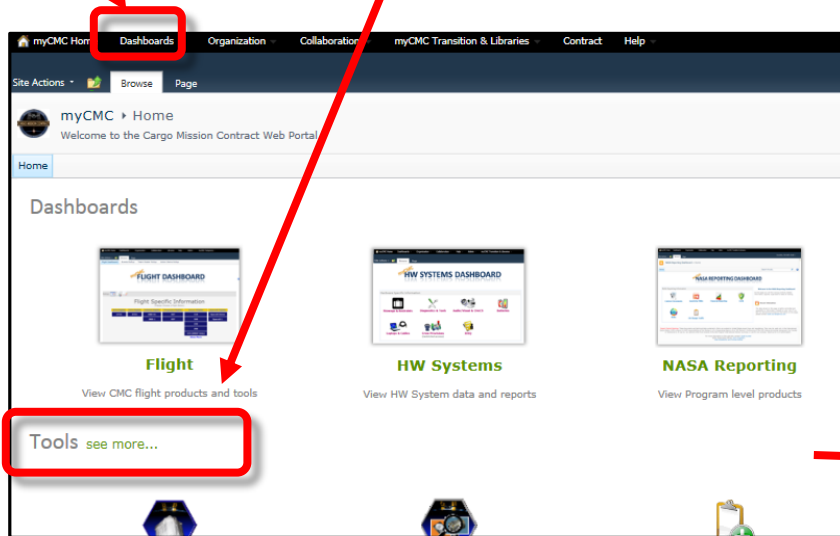 myCMC Home Dashboards Organization Collaboration myCMC Transition & Libraries Contract Help
Site Actions Browse Page
myCMC Home
Welcome to the Cargo Mission Contract Web Portal
Home
Dashboards
FLIGHT DASHBOARD
Flight Specific Information
HW SYSTEMS DASHBOARD
NASA REPORTING DASHBOARD
Flight
HW Systems
NASA Reporting
View CMC flight products and tools
View HW System data and reports
View Program level products
Tools see more...